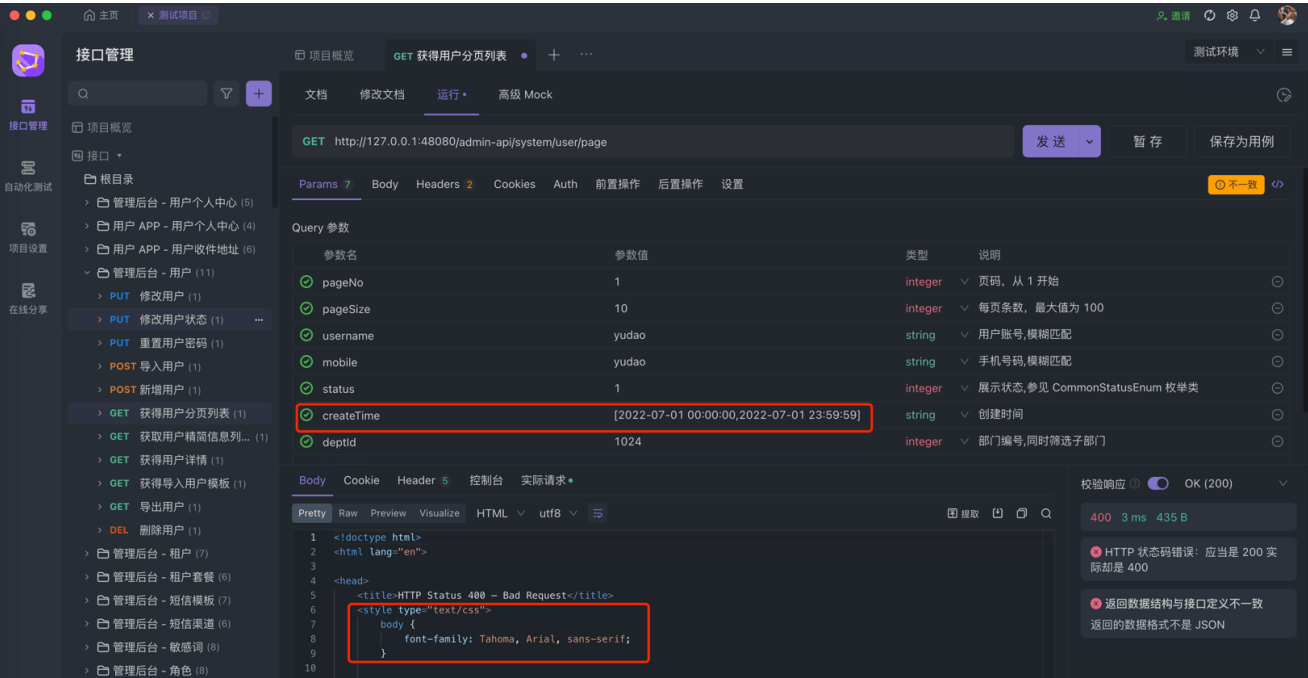 主页
测试项目
邀请
接口管理
项目概览
GET 获得用户分页列表
测试环境
文档
修改文档
运行
高级 Mock
接口管理
自动化测试
项目设置
在线分享
项目概览
接口
根目录
管理后台 - 用户个人中心 (5)
用户 APP - 用户个人中心 (4)
用户 APP - 用户收件地址 (6)
管理后台 - 用户 (11)
PUT 修改用户 (1)
PUT 修改用户状态 (1)
PUT 重置用户密码 (1)
POST 导入用户 (1)
POST 新增用户 (1)
GET 获得用户分页列表 (1)
GET 获取用户精简信息列... (1)
GET 获得用户详情 (1)
GET 获得导入用户模板 (1)
GET 导出用户 (1)
DEL 删除用户 (1)
管理后台 - 租户 (7)
管理后台 - 租户套餐 (6)
管理后台 - 短信模板 (7)
管理后台 - 短信渠道 (6)
管理后台 - 敏感词 (8)
管理后台 - 角色 (8)
GET http://127.0.0.1:48080/admin-api/system/user/page
发 送
暂 存
保存为用例
Params 7 Body Headers 2 Cookies Auth 前置操作 后置操作 设置
不一致
Query 参数
参数名 参数值 类型 说明
pageNo 1 integer 页码，从 1 开始
pageSize 10 integer 每页条数，最大值为 100
username yudao string 用户账号,模糊匹配
mobile yudao string 手机号码,模糊匹配
status 1 integer 展示状态,参见 CommonStatusEnum 枚举类
createTime [2022-07-01 00:00:00,2022-07-01 23:59:59] string 创建时间
deptId 1024 integer 部门编号,同时筛选子部门
Body Cookie Header 5 控制台 实际请求
Pretty Raw Preview Visualize HTML utf8
提取
1 <!doctype html>
2 <html lang="en">
3
4 <head>
5 <title>HTTP Status 400 – Bad Request</title>
6 <style type="text/css">
7 body {
8 font-family: Tahoma, Arial, sans-serif;
9 }
10
校验响应
OK (200)
400 3 ms 435 B
HTTP 状态码错误：应当是 200 实
际却是 400
返回数据结构与接口定义不一致
返回的数据格式不是 JSON